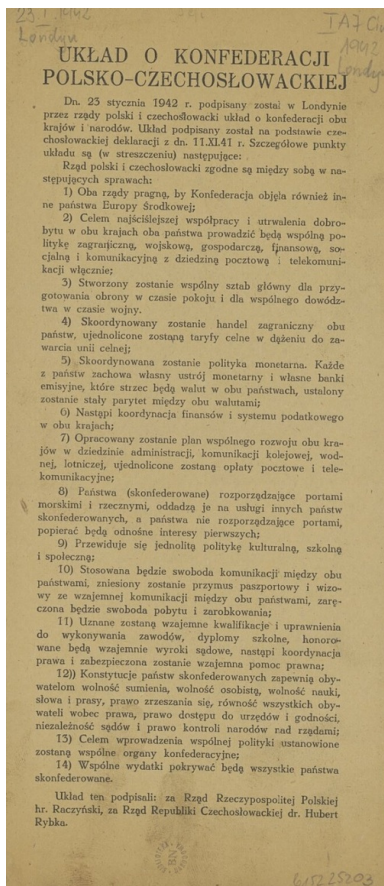 23 I 1942
Londyn
I A7 Cim
1942
Londyn
UKŁAD O KONFEDERACJI
POLSKO-CZECHOSŁOWACKIEJ
Dn. 23 stycznia 1942 r. podpisany został w Londynie
przez rządy polski i czechosłowacki układ o konfederacji obu
krajów i narodów. Układ podpisany został na podstawie cze-
chosłowackiej deklaracji z dn. 11.XI.41 r. Szczegółowe punkty
układu są (w streszczeniu) następujące:
Rząd polski i czechosłowacki zgodne są między sobą w na-
stępujących sprawach:
1) Oba rządy pragną, by Konfederacja objęła również in-
ne państwa Europy Środkowej;
2) Celem najściślejszej współpracy i utrwalenia dobro-
bytu w obu krajach oba państwa prowadzić będą wspólną po-
litykę zagraniczną, wojskową, gospodarczą, finansową, so-
cjalną i komunikacyjną z dziedziną pocztową i telekomuni-
kacji włącznie;
3) Stworzony zostanie wspólny sztab główny dla przy-
gotowania obrony w czasie pokoju i dla wspólnego dowódz-
twa w czasie wojny.
4) Skoordynowany zostanie handel zagraniczny obu
państw, ujednolicone zostaną taryfy celne w dążeniu do za-
warcia unii celnej;
5) Skoordynowana zostanie polityka monetarna. Każde
z państw zachowa własny ustrój monetarny i własne banki
emisyjne, które strzec będą walut w obu państwach, ustalony
zostanie stały parytet między obu walutami;
6) Nastąpi koordynacja finansów i systemu podatkowego
w obu krajach;
7) Opracowany zostanie plan wspólnego rozwoju obu kra-
jów w dziedzinie administracji, komunikacji kolejowej, wod-
nej, lotniczej, ujednolicone zostaną opłaty pocztowe i tele-
komunikacyjne;
8) Państwa (skonfederowane) rozporządzające portami
morskimi i rzecznymi, oddadzą je na usługi innych państw
skonfederowanych, a państwa nie rozporządzające portami,
popierać będą odnośne interesy pierwszych;
9) Przewiduje się jednolitą politykę kulturalną, szkolną
i społeczną;
10) Stosowana będzie swoboda komunikacji między obu
państwami, zniesiony zostanie przymus paszportowy i wizo-
wy ze wzajemnej komunikacji między obu państwami, zarę-
czona będzie swoboda pobytu i zarobkowania;
11) Uznane zostaną wzajemne kwalifikacje i uprawnienia
do wykonywania zawodów, dyplomy szkolne, honoro-
wane będą wzajemnie wyroki sądowe, nastąpi koordynacja
prawa i zabezpieczona zostanie wzajemna pomoc prawna;
12)) Konstytucje państw skonfederowanych zapewnią oby-
watelom wolność sumienia, wolność osobistą, wolność nauki,
słowa i prasy, prawo zrzeszania się, równość wszystkich oby-
wateli wobec prawa, prawo dostępu do urzędów i godności,
niezależność sądów i prawo kontroli narodów rad rządami;
13) Celem wprowadzenia wspólnej polityki ustanowione
zostaną wspólne organy konfederacyjne;
14) Wspólne wydatki pokrywać będą wszystkie państwa
skonfederowane.
Układ ten podpisali: za Rząd Rzeczypospolitej Polskiej
hr. Raczyński, za Rząd Republiki Czechosłowackiej dr. Hubert
Rybka.